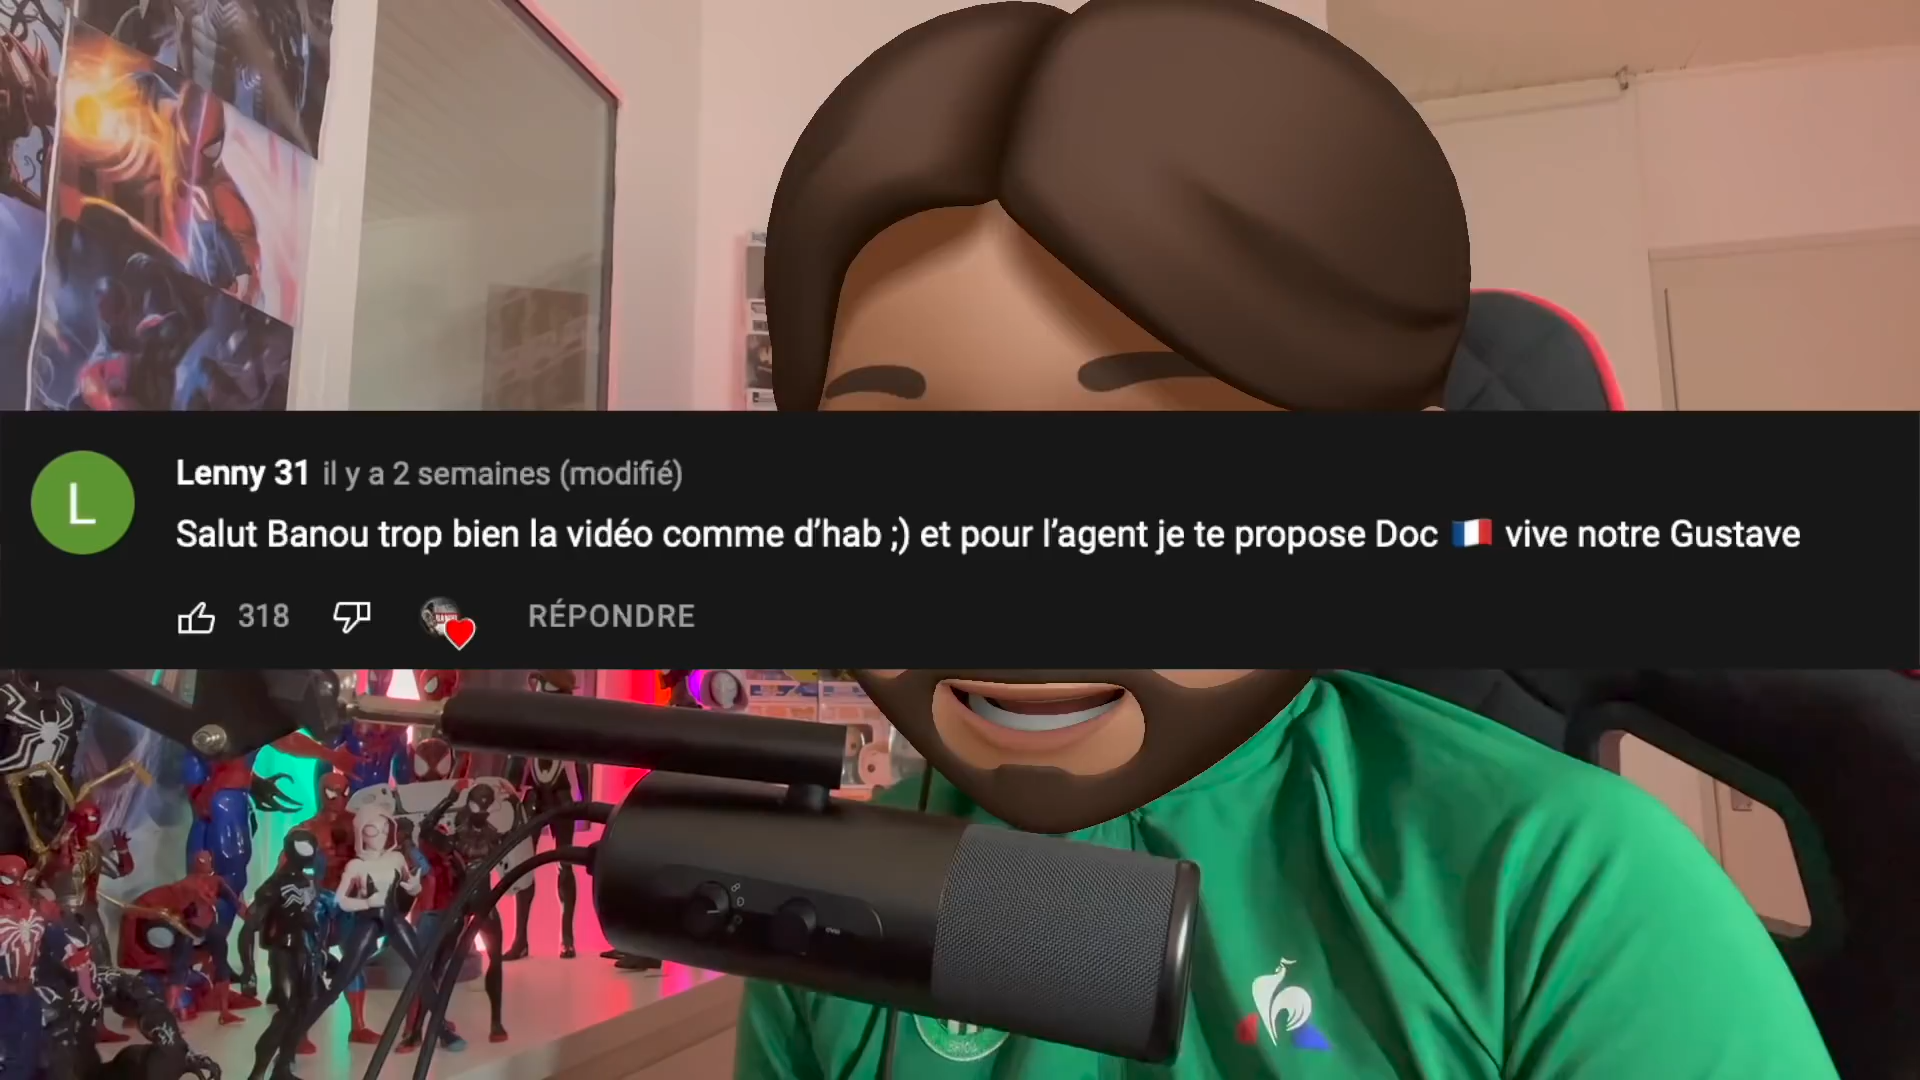 L
Lenny 31 il y a 2 semaines (modifié)
Salut Banou trop bien la vidéo comme d'hab ;) et pour l'agent je te propose Doc 🇫🇷 vive notre Gustave
318 RÉPONDRE